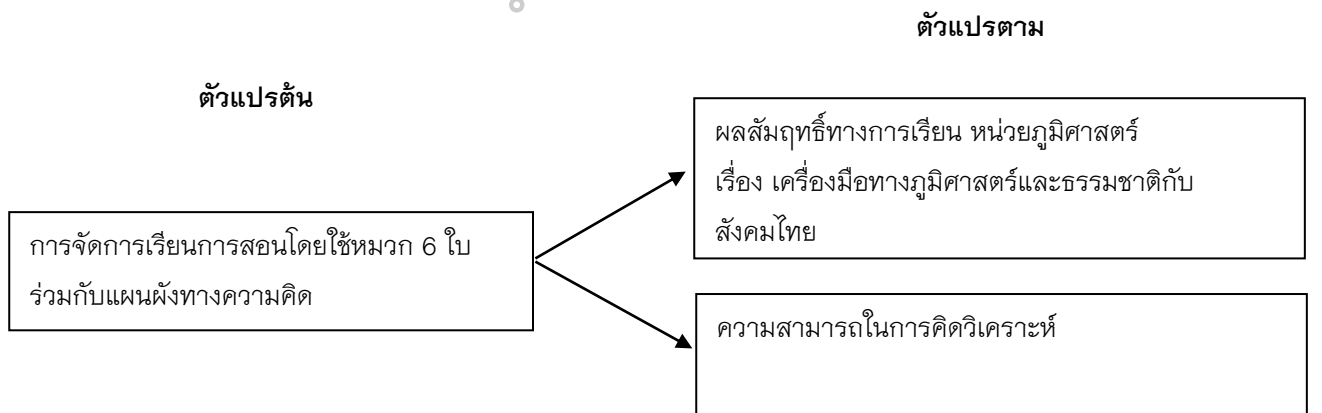 ตัวแปรตาม
ตัวแปรต้น
ผลสัมฤทธิ์ทางการเรียน หน่วยภูมิศาสตร์
เรื่อง เครื่องมือทางภูมิศาสตร์และธรรมชาติกับ
สังคมไทย
การจัดการเรียนการสอนโดยใช้หมวก 6 ใบ
ร่วมกับแผนผังทางความคิด
ความสามารถในการคิดวิเคราะห์